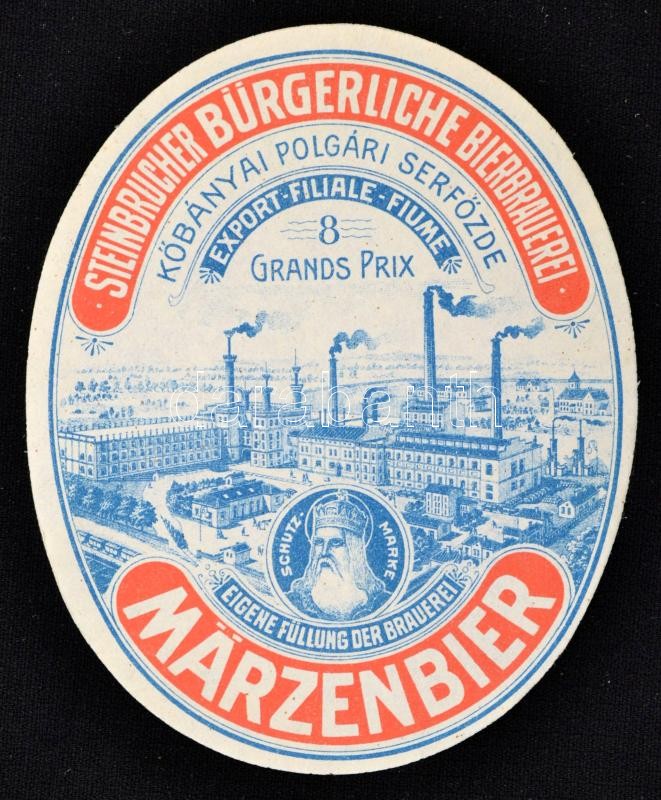 · STEINBRUCHER BÜRGERLICHE BIERBRAUEREI ·
KŐBÁNYAI POLGÁRI SERFŐZDE
EXPORT-FILIALE-FIUME
8
GRANDS PRIX
darabanth
SCHUTZ-MARKE
EIGENE FÜLLUNG DER BRAUEREI
MÄRZENBIER